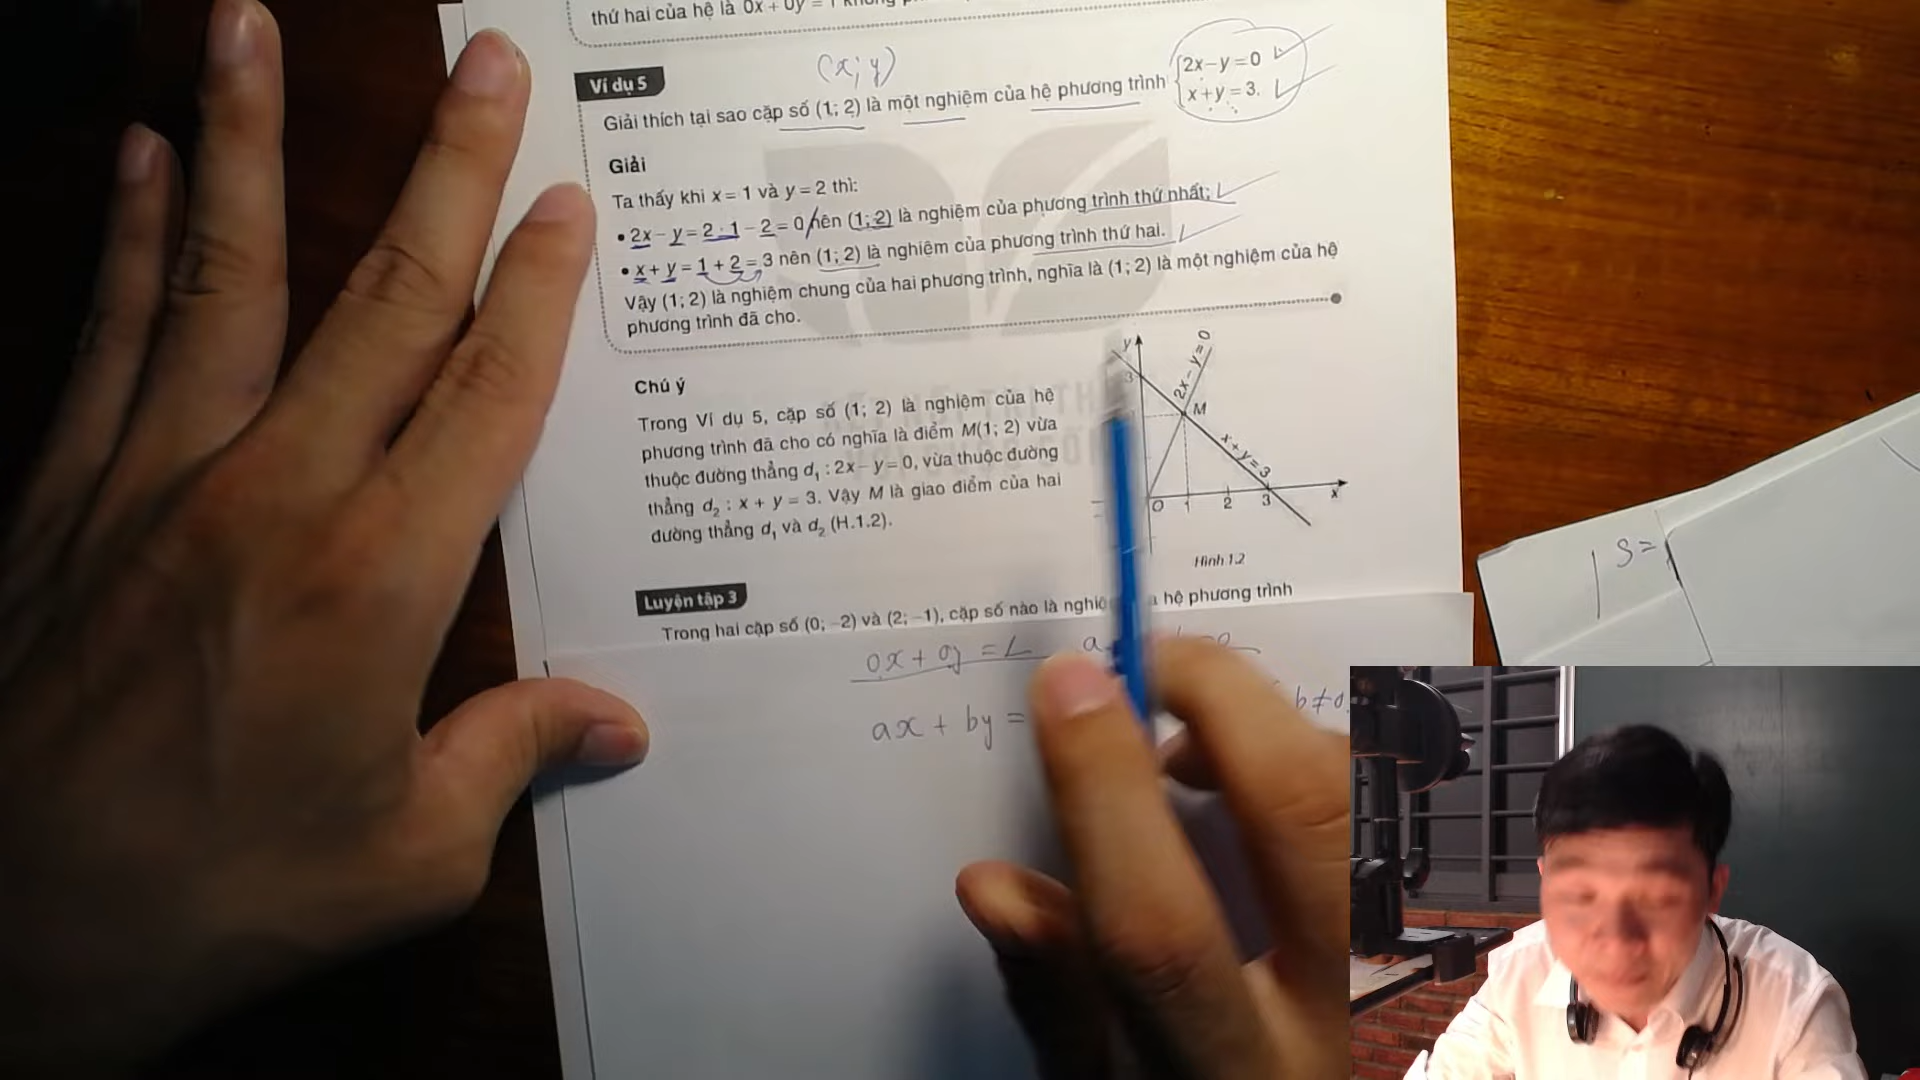 thứ hai của hệ là 0x + 0y = 1
(x; y)
Ví dụ 5
Giải thích tại sao cặp số (1; 2) là một nghiệm của hệ phương trình
2x – y = 0
x + y = 3.
Giải
Ta thấy khi x = 1 và y = 2 thì:
• 2x – y = 2 · 1 – 2 = 0 nên (1; 2) là nghiệm của phương trình thứ nhất;
• x + y = 1 + 2 = 3 nên (1; 2) là nghiệm của phương trình thứ hai.
Vậy (1; 2) là nghiệm chung của hai phương trình, nghĩa là (1; 2) là một nghiệm của hệ
phương trình đã cho.
Chú ý
Trong Ví dụ 5, cặp số (1; 2) là nghiệm của hệ
phương trình đã cho có nghĩa là điểm M(1; 2) vừa
thuộc đường thẳng d₁ : 2x – y = 0, vừa thuộc đường
thẳng d₂ : x + y = 3. Vậy M là giao điểm của hai
đường thẳng d₁ và d₂ (H.1.2).
y
3
2x – y = 0
M
x + y = 3
O 1 2 3 x
Hình 1.2
Luyện tập 3
Trong hai cặp số (0; –2) và (2; –1), cặp số nào là hệ phương trình
0x + 0y = 1 a
ax + by =
b ≠ 0
S =